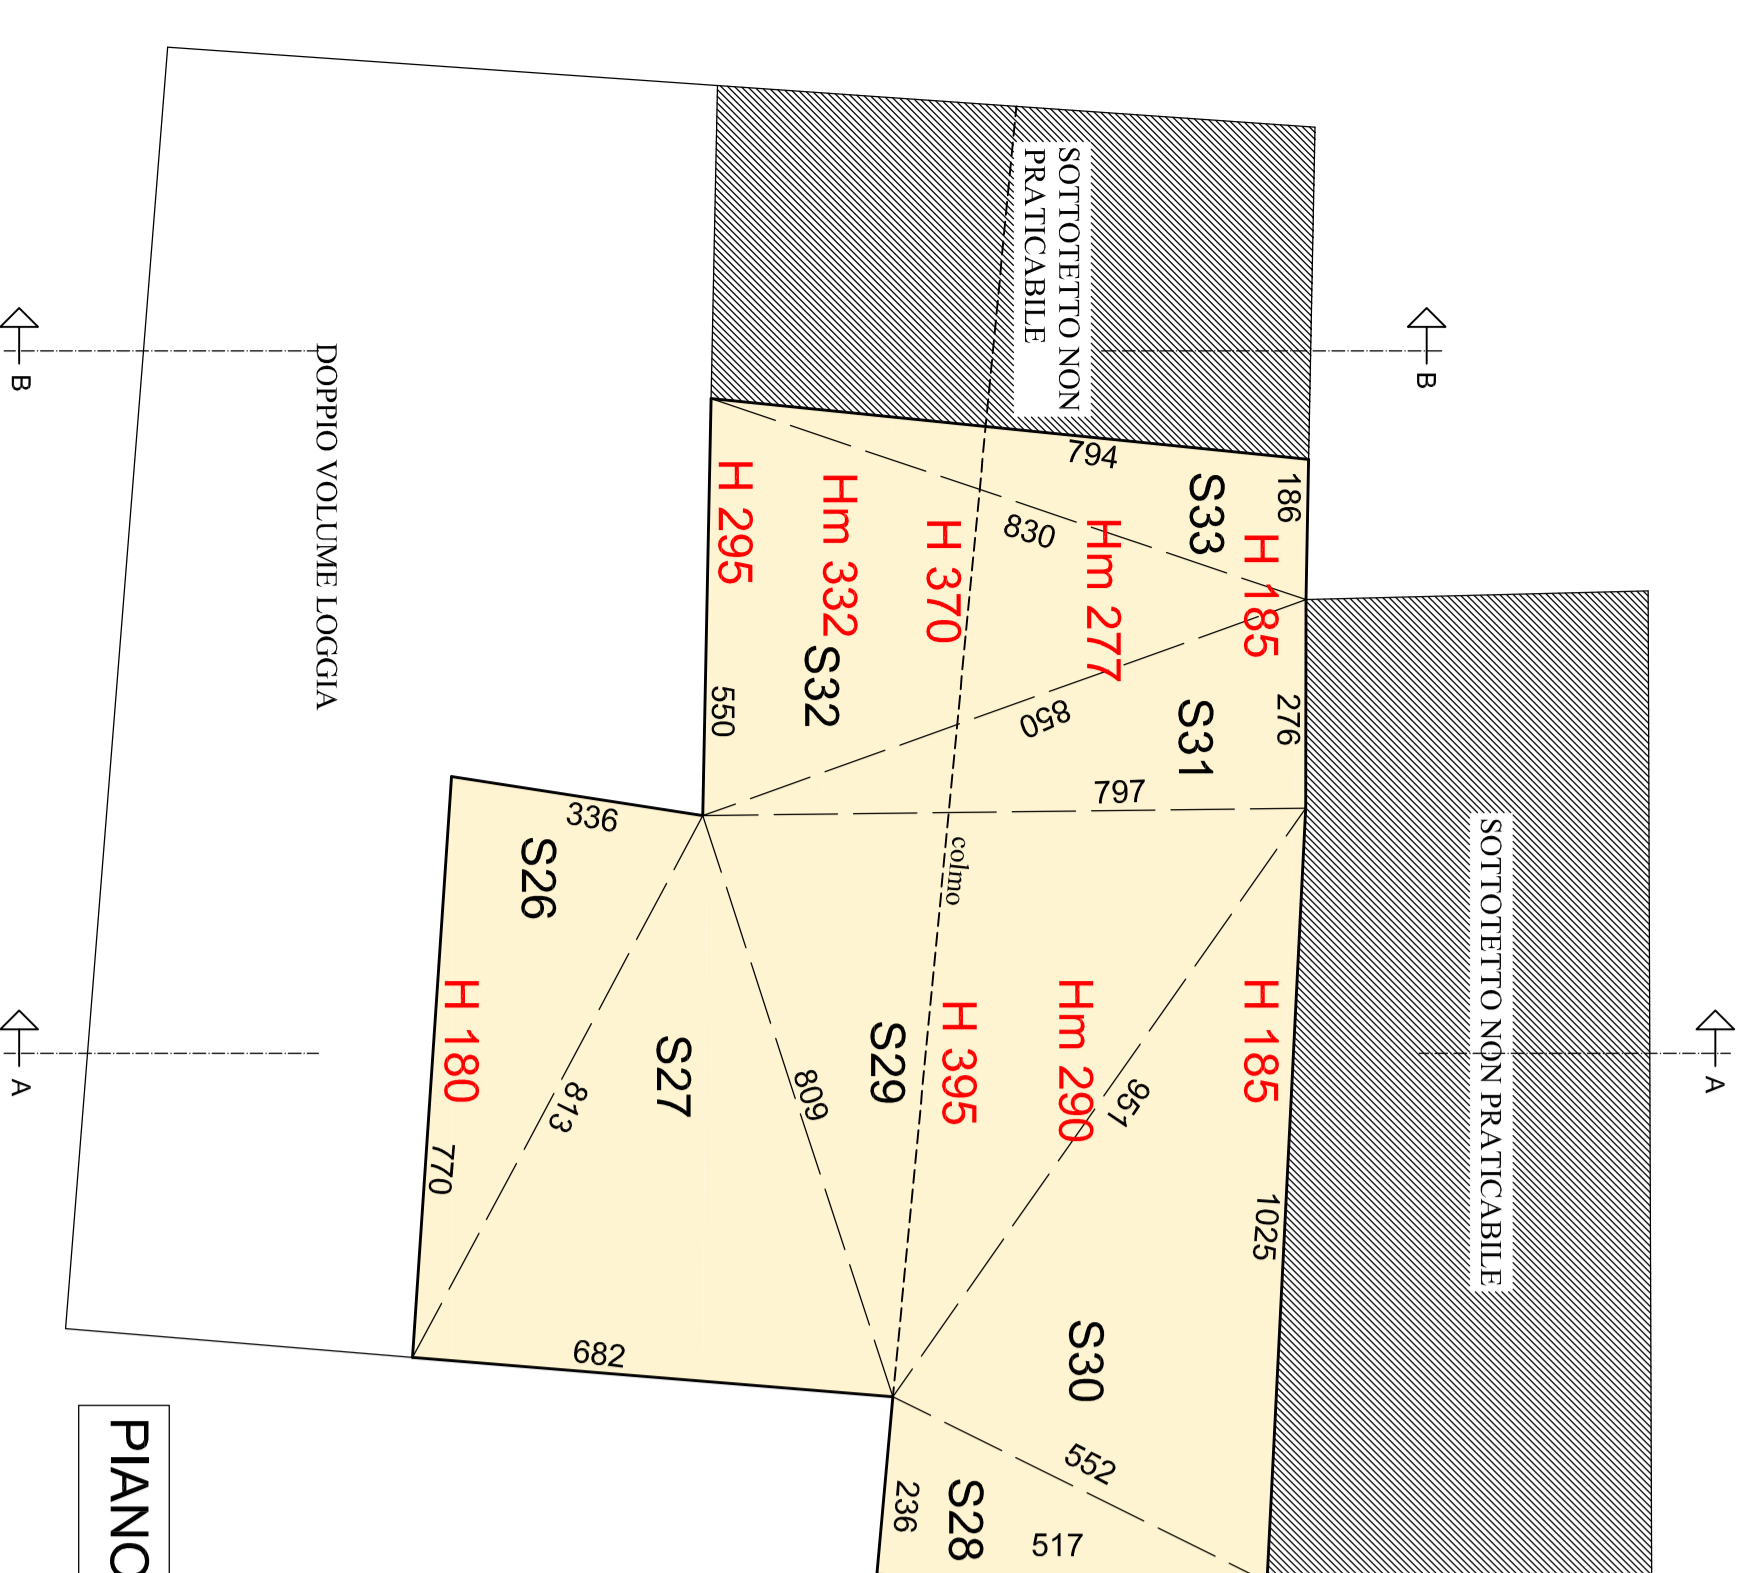 SOTTOTETTO NON
PRATICABILE
B
B
DOPPIO VOLUME LOGGIA
794
186
S33
H 185
830
Hm 277
H 370
Hm 332
H 295
S32
550
850
S31
276
797
336
S26
colmo
SOTTOTETTO NON PRATICABILE
H 180
S27
813
770
809
S29
H 395
Hm 290
951
H 185
1025
A
A
682
S30
552
236
S28
517
PIANO